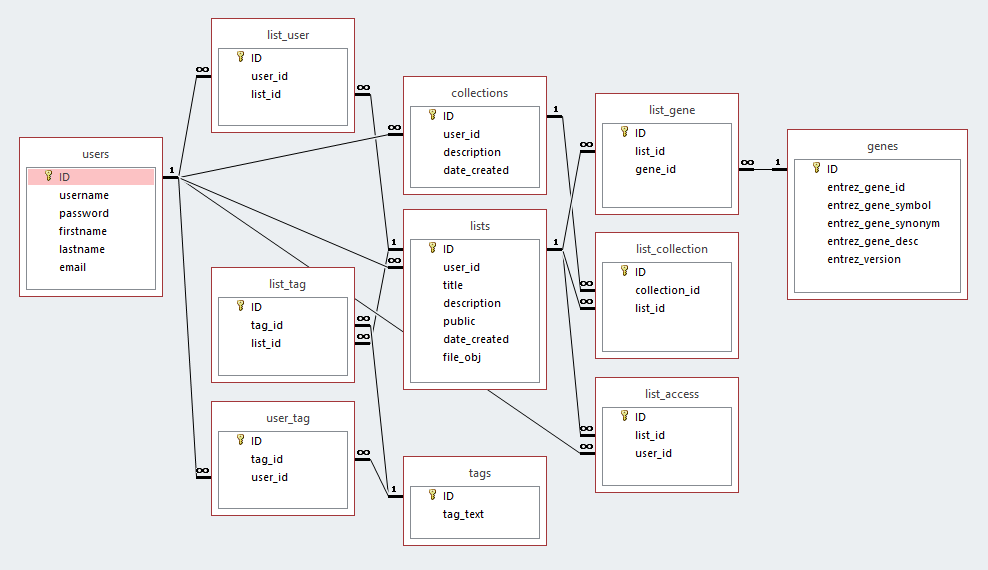 users
ID
username
password
firstname
lastname
email
list_user
ID
user_id
list_id
list_tag
ID
tag_id
list_id
user_tag
ID
tag_id
user_id
collections
ID
user_id
description
date_created
lists
ID
user_id
title
description
public
date_created
file_obj
tags
ID
tag_text
list_gene
ID
list_id
gene_id
list_collection
ID
collection_id
list_id
list_access
ID
list_id
user_id
genes
ID
entrez_gene_id
entrez_gene_symbol
entrez_gene_synonym
entrez_gene_desc
entrez_version
1
∞
∞
∞
∞
∞
∞
∞
∞
1
∞
1
1
1
∞
∞
∞
∞
∞
∞
1